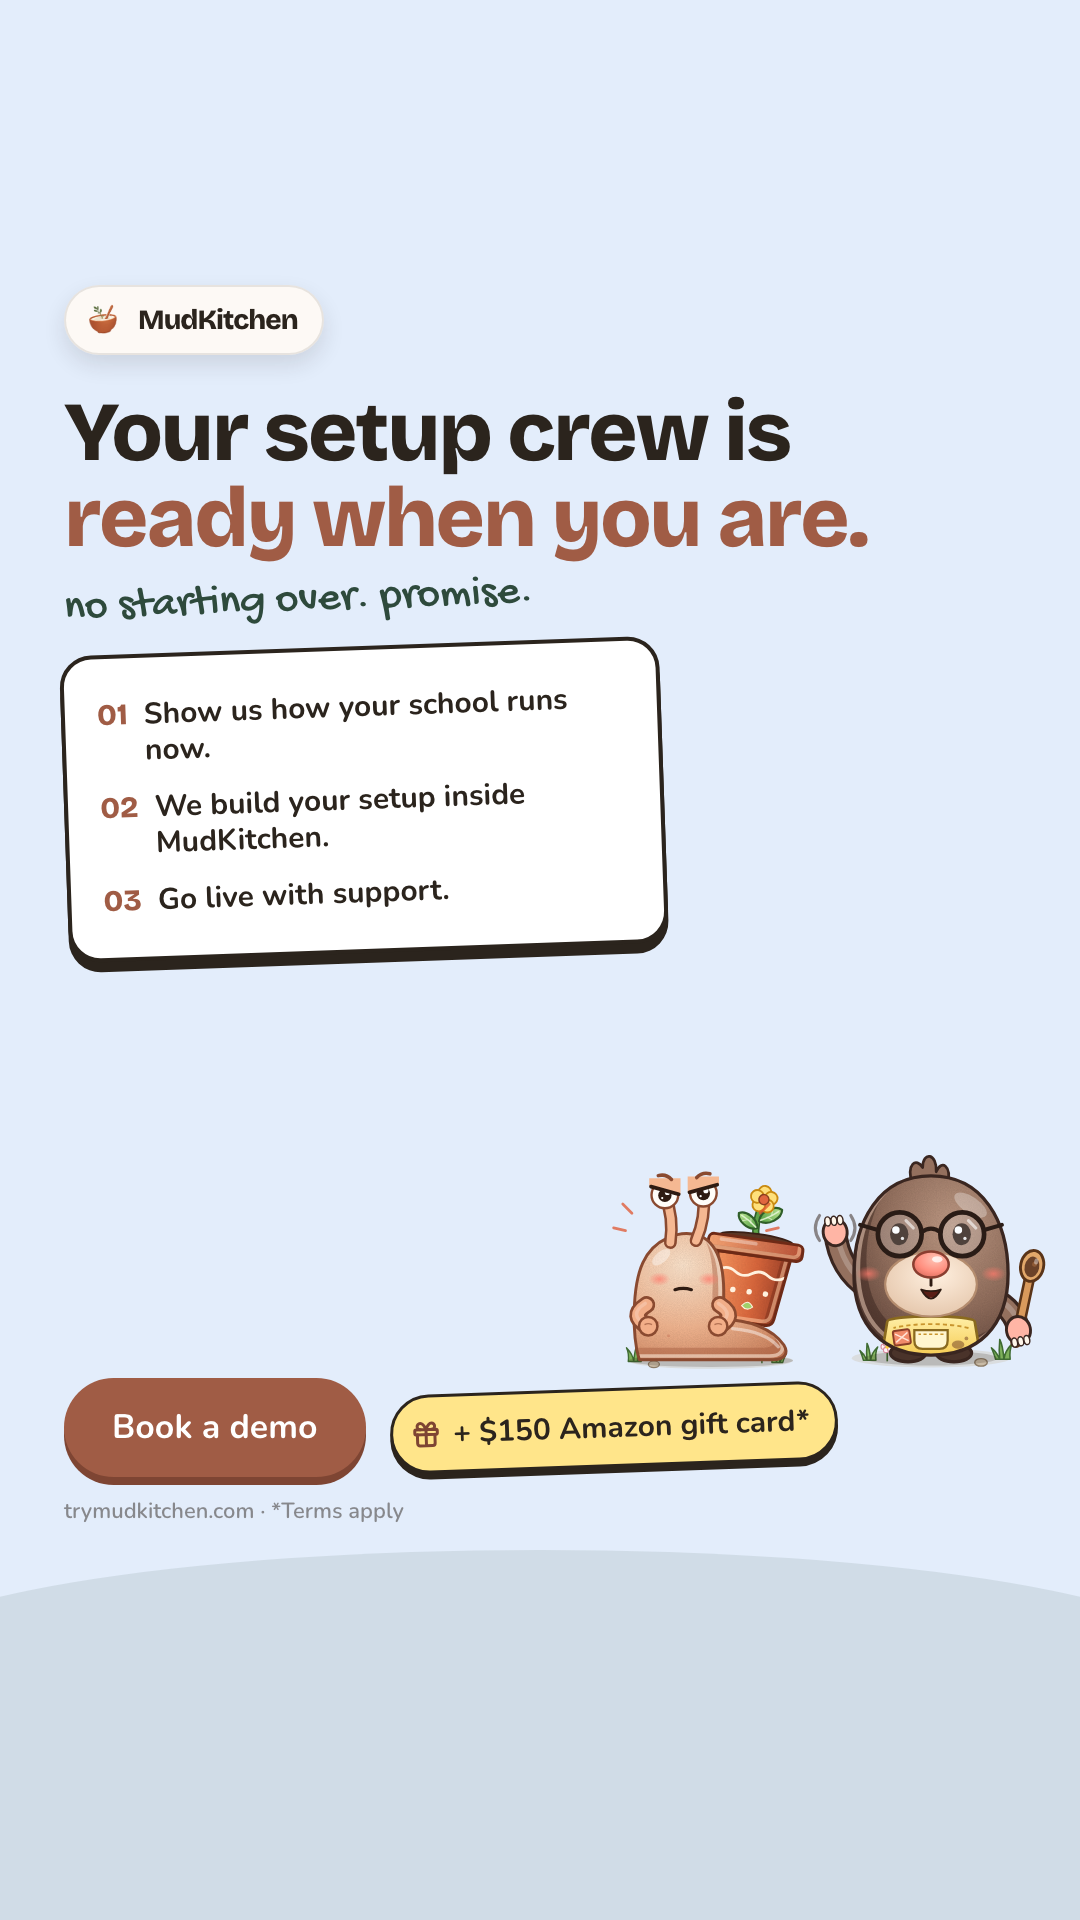 MudKitchen
Your setup crew is
ready when you are.
no starting over. promise.
01 Show us how your school runs
now.
02 We build your setup inside
MudKitchen.
03 Go live with support.
Book a demo
+ $150 Amazon gift card*
trymudkitchen.com · *Terms apply